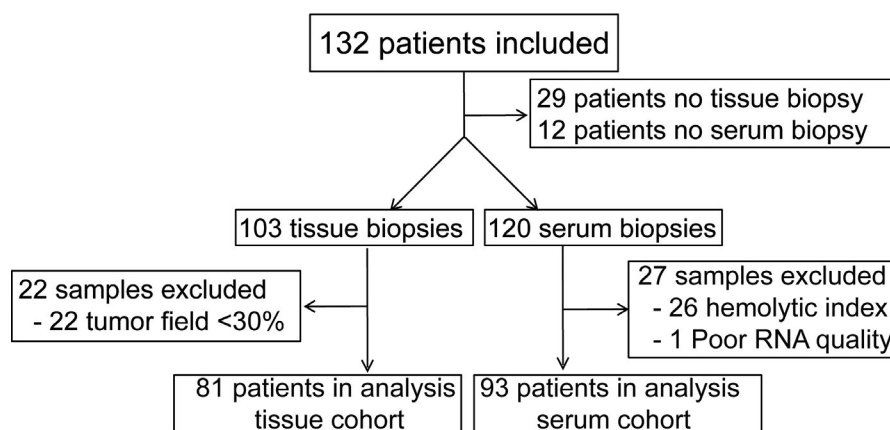 132 patients included
29 patients no tissue biopsy
12 patients no serum biopsy
103 tissue biopsies
120 serum biopsies
22 samples excluded
- 22 tumor field <30%
27 samples excluded
- 26 hemolytic index
- 1 Poor RNA quality
81 patients in analysis
tissue cohort
93 patients in analysis
serum cohort